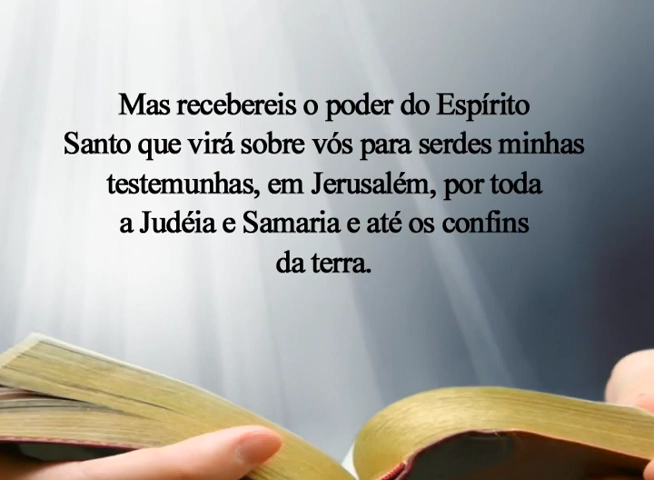 Mas recebereis o poder do Espírito
Santo que virá sobre vós para serdes minhas
testemunhas, em Jerusalém, por toda
a Judéia e Samaria e até os confins
da terra.